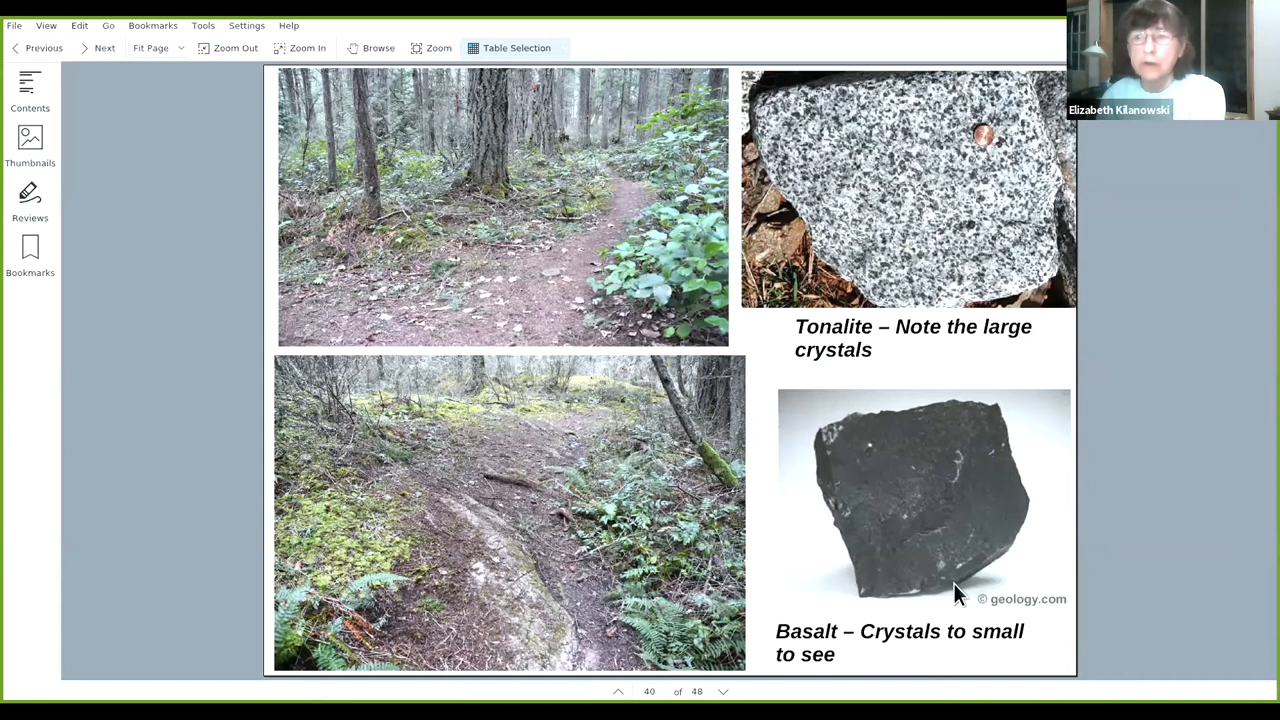 File View Edit Go Bookmarks Tools Settings Help
Previous Next Fit Page Zoom Out Zoom In Browse Zoom Table Selection
Contents
Thumbnails
Reviews
Bookmarks
Elizabeth Kilanowski
Tonalite – Note the large
crystals
© geology.com
Basalt – Crystals to small
to see
40 of 48